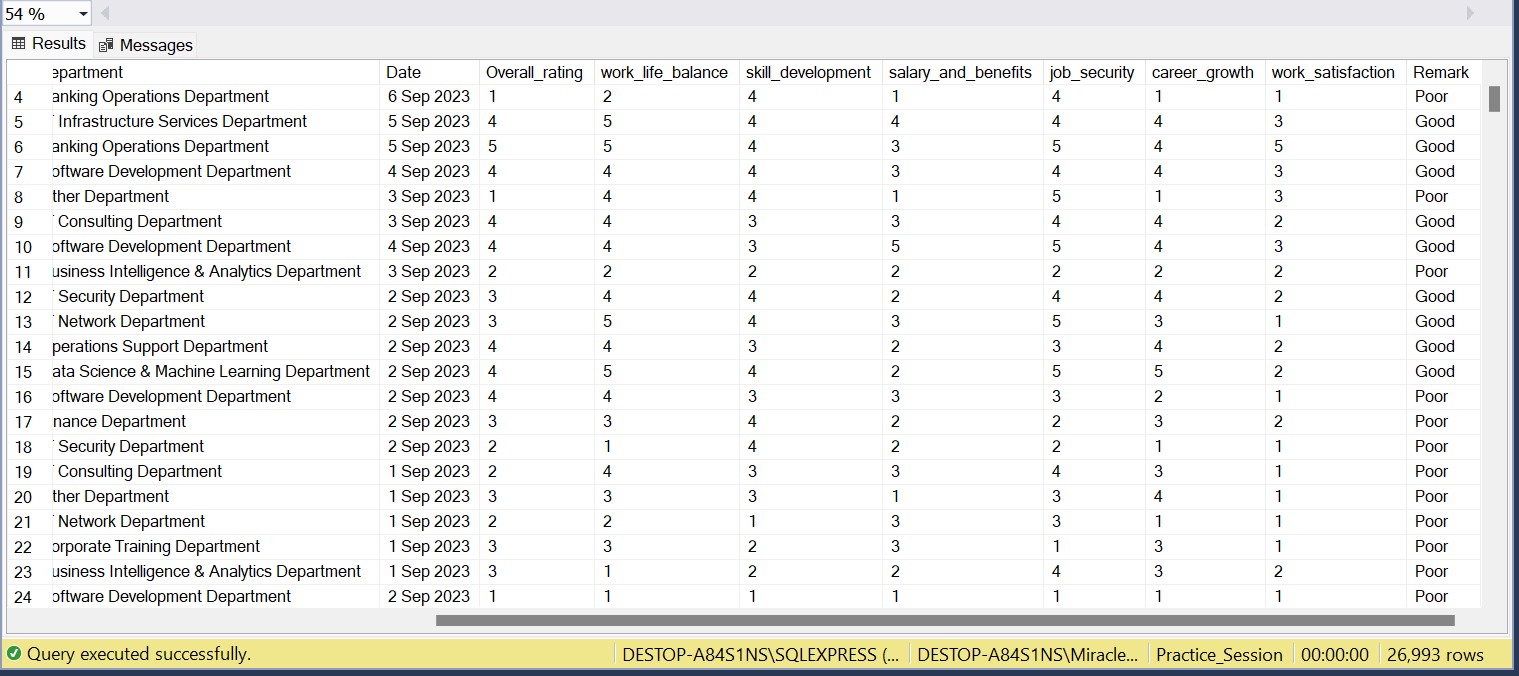 54 %
Results Messages
epartment Date Overall_rating work_life_balance skill_development salary_and_benefits job_security career_growth work_satisfaction Remark
4 anking Operations Department 6 Sep 2023 1 2 4 1 4 1 1 Poor
5 Infrastructure Services Department 5 Sep 2023 4 5 4 4 4 4 3 Good
6 anking Operations Department 5 Sep 2023 5 5 4 3 5 4 5 Good
7 oftware Development Department 4 Sep 2023 4 4 4 3 4 4 3 Good
8 ther Department 3 Sep 2023 1 4 4 1 5 1 3 Poor
9 Consulting Department 3 Sep 2023 4 4 3 3 4 4 2 Good
10 oftware Development Department 4 Sep 2023 4 4 3 5 5 4 3 Good
11 usiness Intelligence & Analytics Department 3 Sep 2023 2 2 2 2 2 2 2 Poor
12 Security Department 2 Sep 2023 3 4 4 2 4 4 2 Good
13 Network Department 2 Sep 2023 3 5 4 3 5 3 1 Good
14 perations Support Department 2 Sep 2023 4 4 3 2 3 4 2 Good
15 ata Science & Machine Learning Department 2 Sep 2023 4 5 4 2 5 5 2 Good
16 oftware Development Department 2 Sep 2023 4 4 3 3 3 2 1 Poor
17 nance Department 2 Sep 2023 3 3 4 2 2 3 2 Poor
18 Security Department 2 Sep 2023 2 1 4 2 2 1 1 Poor
19 Consulting Department 1 Sep 2023 2 4 3 3 4 3 1 Poor
20 ther Department 1 Sep 2023 3 3 3 1 3 4 1 Poor
21 Network Department 1 Sep 2023 2 2 1 3 3 1 1 Poor
22 orporate Training Department 1 Sep 2023 3 3 2 3 1 3 1 Poor
23 usiness Intelligence & Analytics Department 1 Sep 2023 3 1 2 2 4 3 2 Poor
24 oftware Development Department 2 Sep 2023 1 1 1 1 1 1 1 Poor
Query executed successfully. DESTOP-A84S1NS\SQLEXPRESS (... DESTOP-A84S1NS\Miracle... Practice_Session 00:00:00 26,993 rows